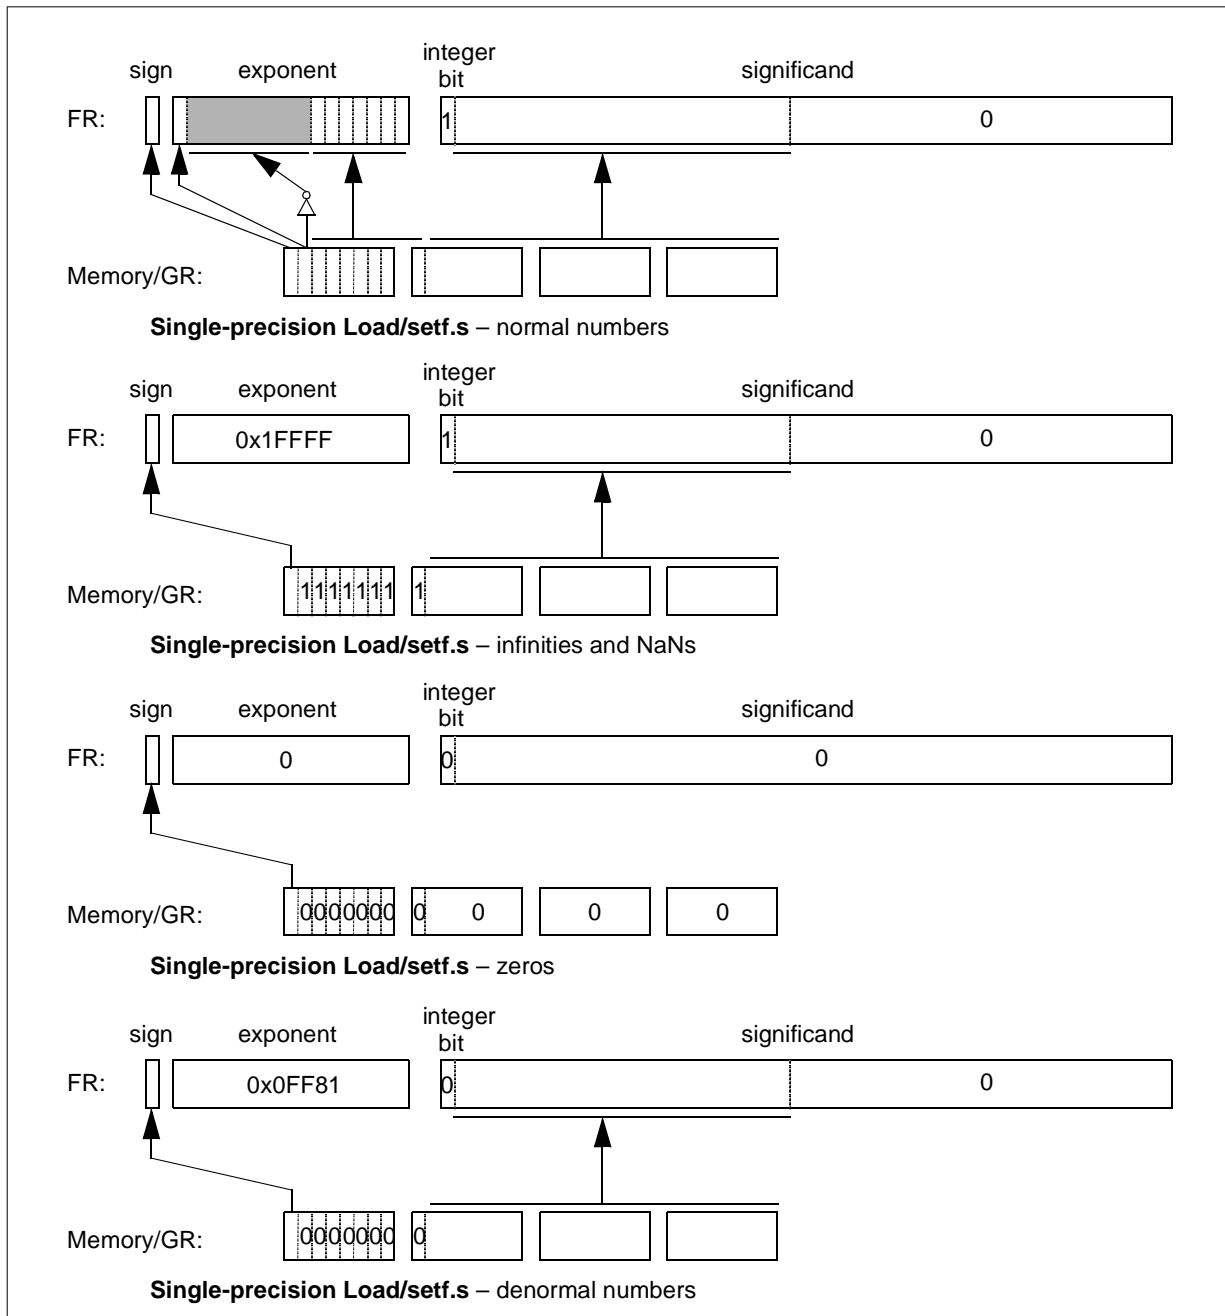 integer
sign exponent bit significand
FR: 1 0
Memory/GR:
Single-precision Load/setf.s – normal numbers
integer
sign exponent bit significand
FR: 0x1FFFF 1 0
Memory/GR: 1111111 1
Single-precision Load/setf.s – infinities and NaNs
integer
sign exponent bit significand
FR: 0 0 0
Memory/GR: 0000000 0 0 0 0
Single-precision Load/setf.s – zeros
integer
sign exponent bit significand
FR: 0x0FF81 0 0
Memory/GR: 0000000 0
Single-precision Load/setf.s – denormal numbers